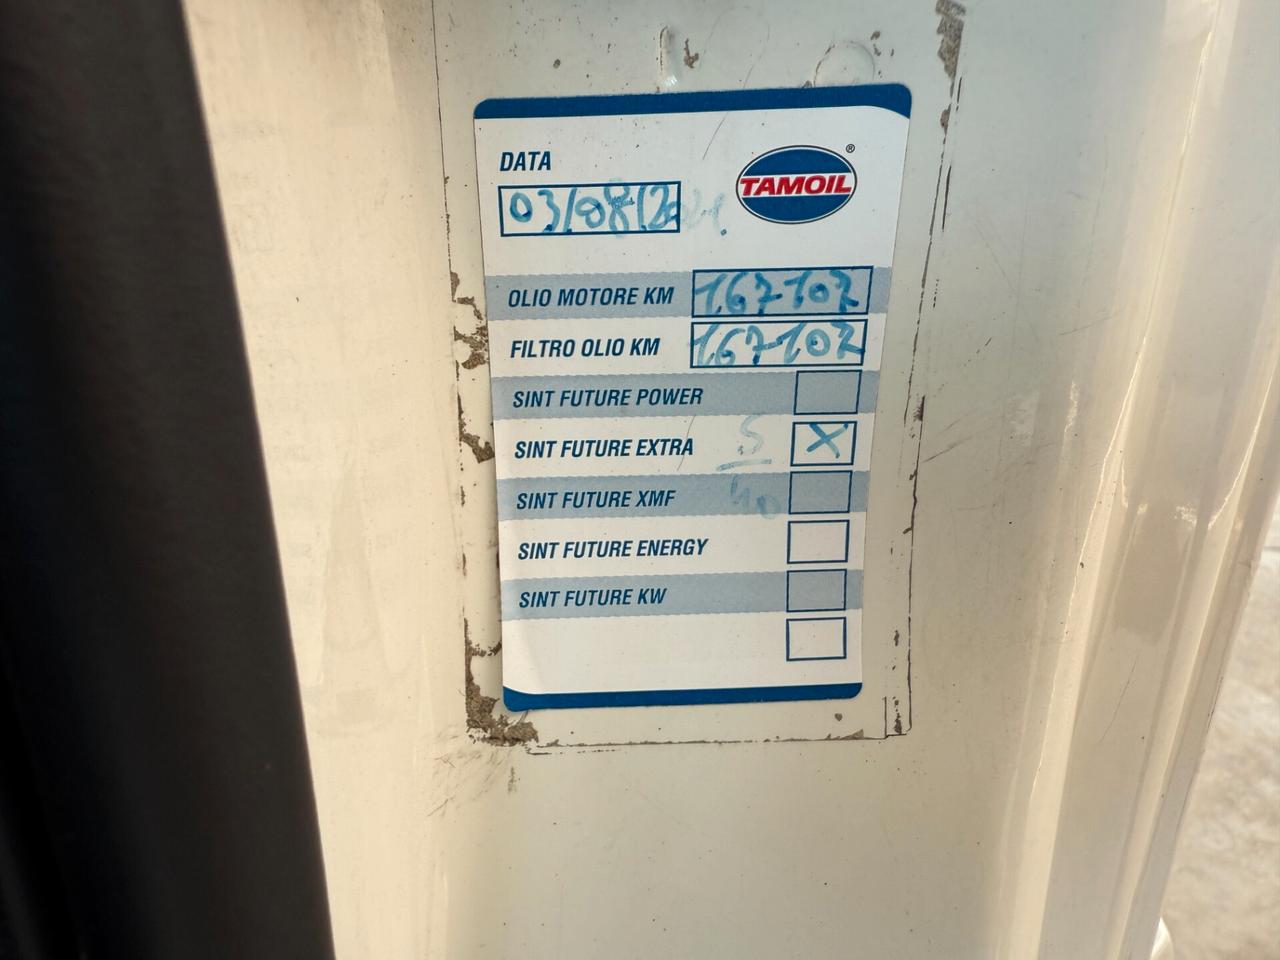 DATA
TAMOIL ®
03/08/2021.
OLIO MOTORE KM 167102
FILTRO OLIO KM 167102
SINT FUTURE POWER
SINT FUTURE EXTRA 5 X
SINT FUTURE XMF 40
SINT FUTURE ENERGY
SINT FUTURE KW